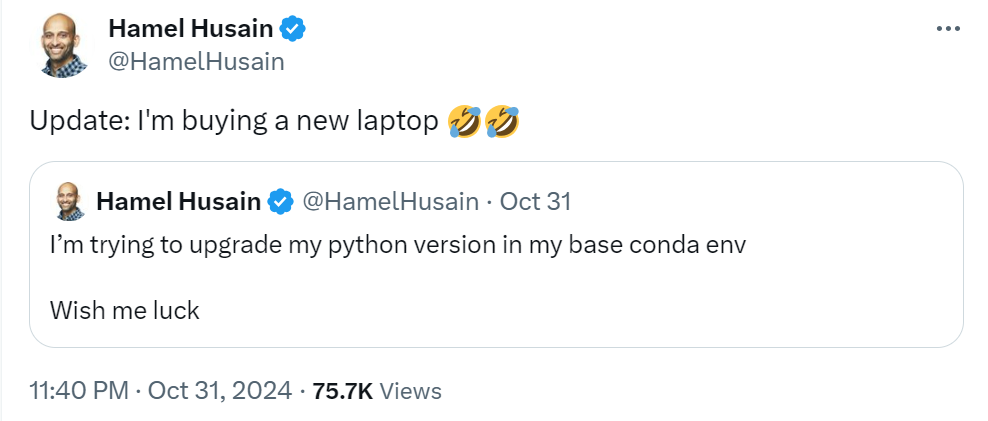 Hamel Husain
@HamelHusain
Update: I'm buying a new laptop 🤣🤣
Hamel Husain @HamelHusain · Oct 31
I’m trying to upgrade my python version in my base conda env
Wish me luck
11:40 PM · Oct 31, 2024 · 75.7K Views